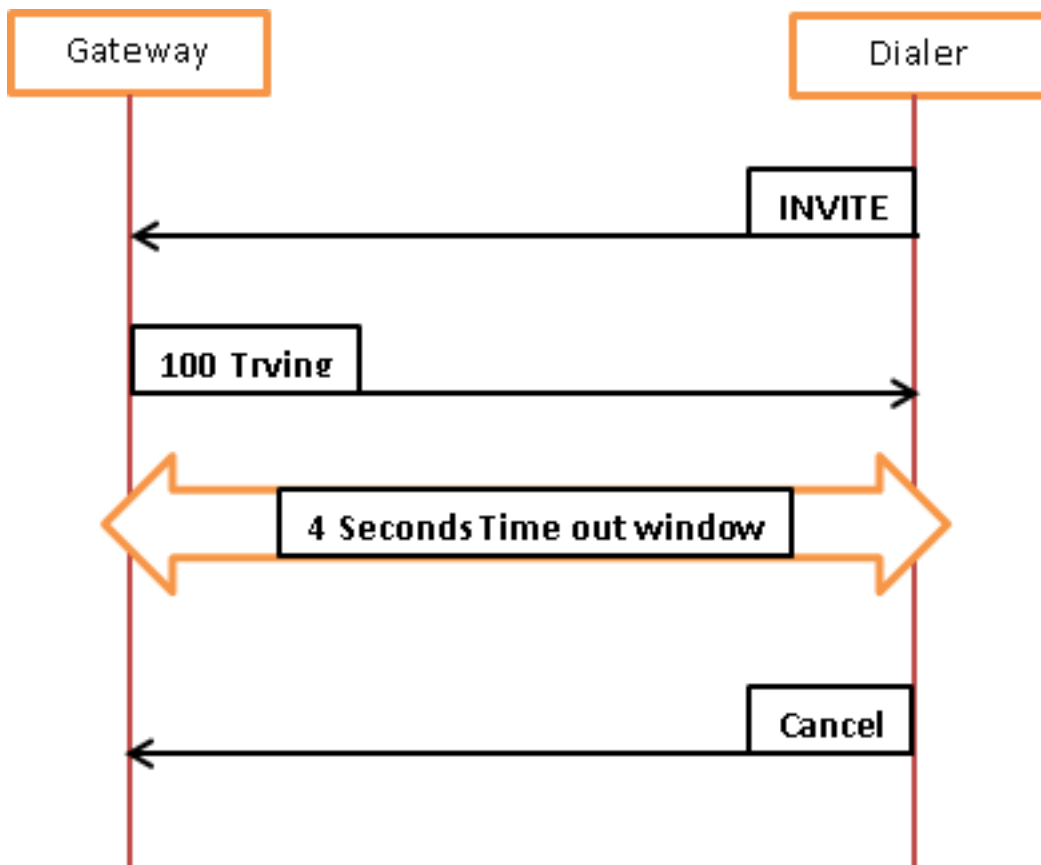 Gateway
Dialer
INVITE
100 Trying
4 Seconds Time out window
Cancel